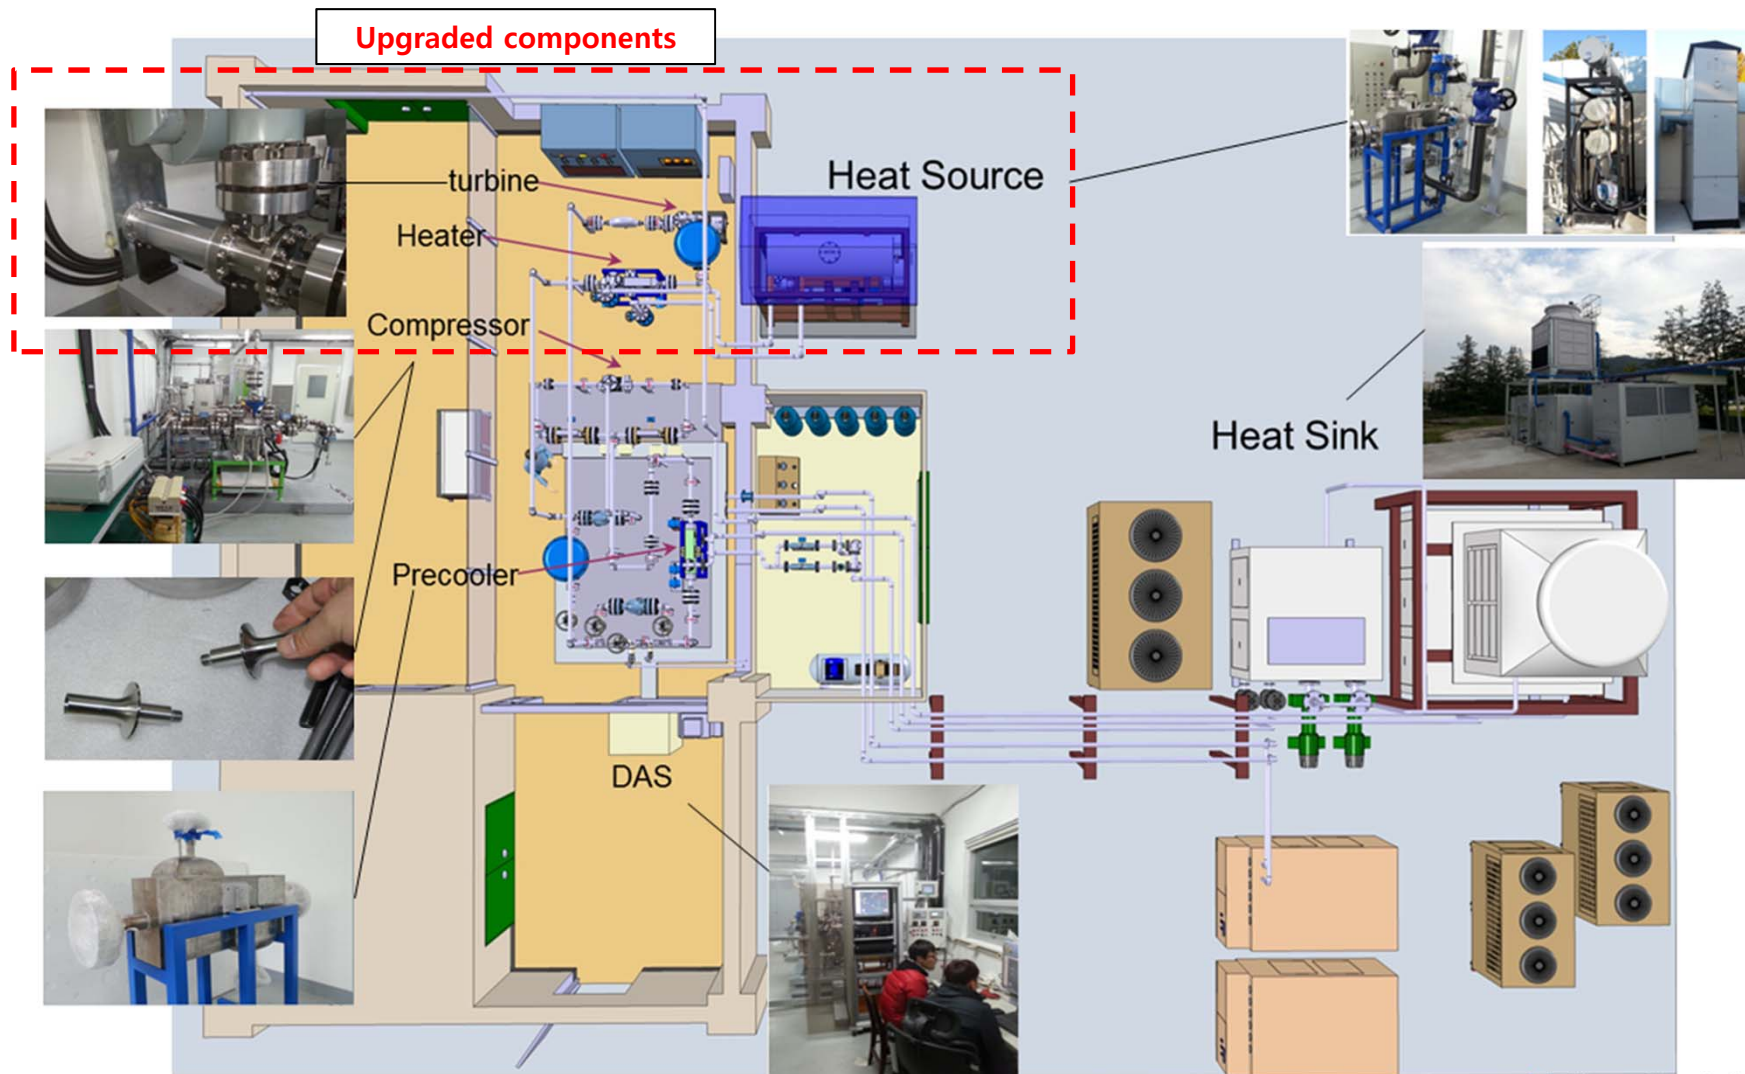 Upgraded components
turbine
Heat Source
Heater
Compressor
Heat Sink
Precooler
DAS